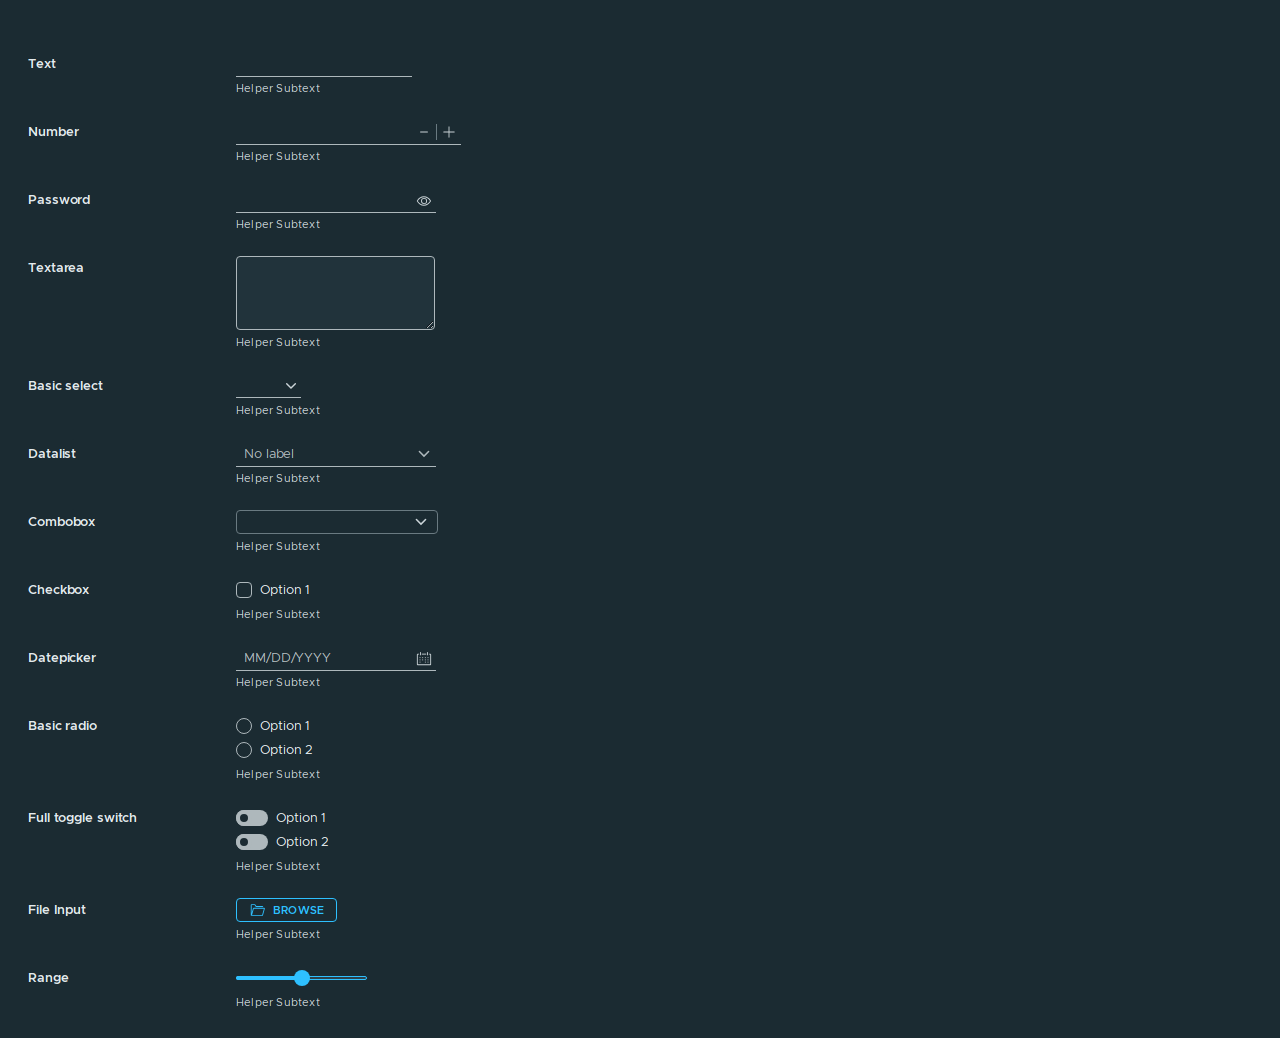 Text
Helper Subtext
Number
Helper Subtext
Password
Helper Subtext
Textarea
Helper Subtext
Basic select
Helper Subtext
Datalist No label
Helper Subtext
Combobox
Helper Subtext
Checkbox Option 1
Helper Subtext
Datepicker MM/DD/YYYY
Helper Subtext
Basic radio Option 1
Option 2
Helper Subtext
Full toggle switch Option 1
Option 2
Helper Subtext
File Input BROWSE
Helper Subtext
Range
Helper Subtext